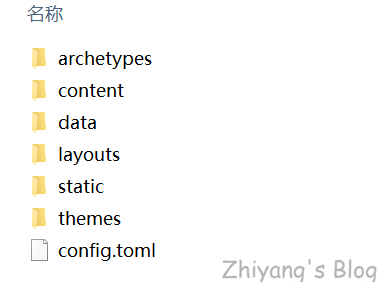 名称
archetypes
content
data
layouts
static
themes
config.toml
Zhiyang's Blog